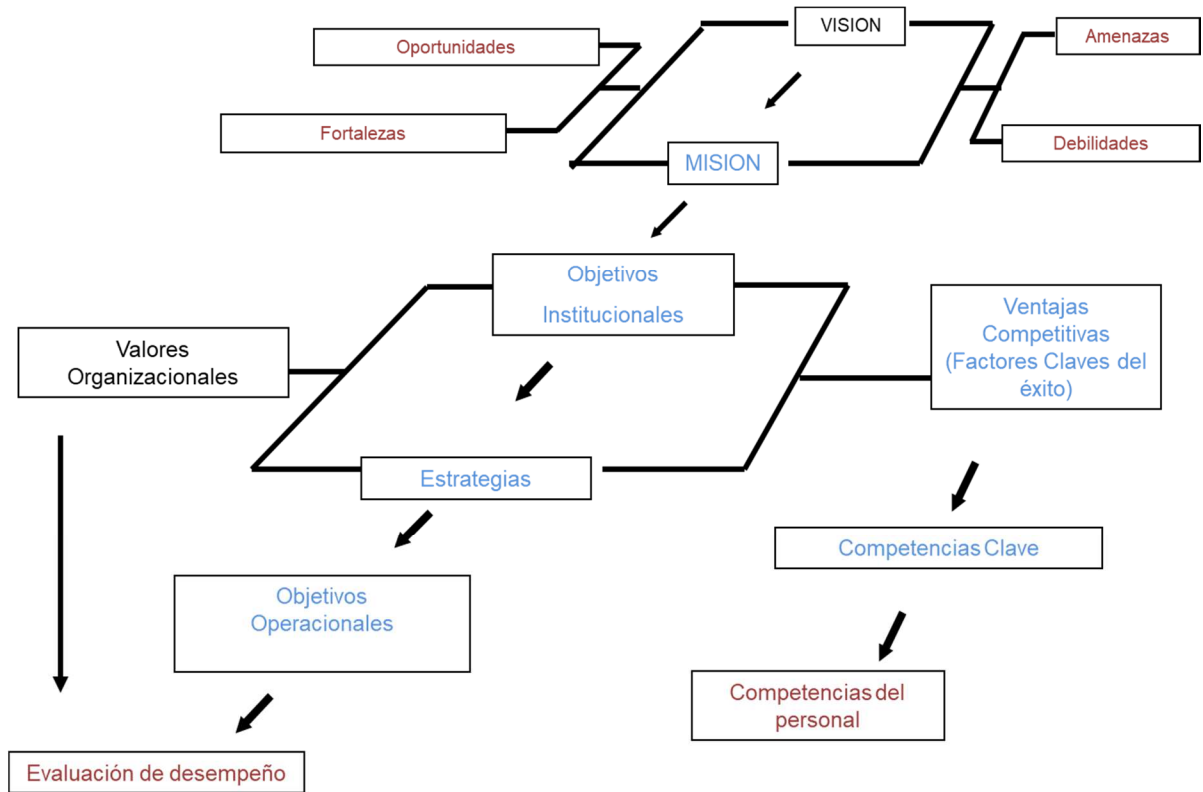 VISION
Oportunidades
Amenazas
Fortalezas
Debilidades
MISION
Objetivos
Institucionales
Ventajas
Competitivas
(Factores Claves del
éxito)
Valores
Organizacionales
Estrategias
Competencias Clave
Objetivos
Operacionales
Competencias del
personal
Evaluación de desempeño